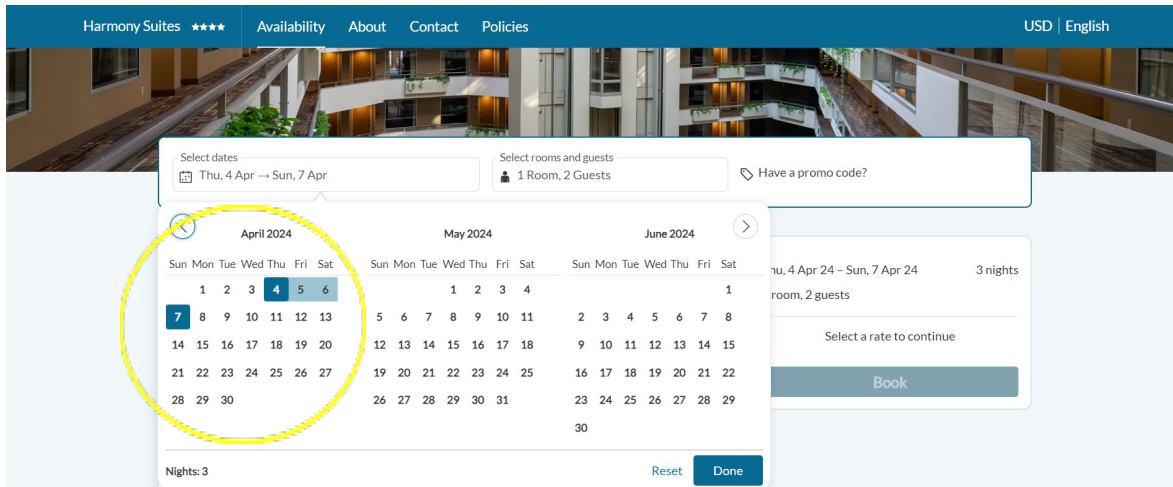 Harmony Suites ★★★★ Availability About Contact Policies USD | English
Select dates
Thu, 4 Apr → Sun, 7 Apr
Select rooms and guests
1 Room, 2 Guests
Have a promo code?
April 2024
Sun Mon Tue Wed Thu Fri Sat
1 2 3 4 5 6
7 8 9 10 11 12 13
14 15 16 17 18 19 20
21 22 23 24 25 26 27
28 29 30
May 2024
Sun Mon Tue Wed Thu Fri Sat
1 2 3 4
5 6 7 8 9 10 11
12 13 14 15 16 17 18
19 20 21 22 23 24 25
26 27 28 29 30 31
June 2024
Sun Mon Tue Wed Thu Fri Sat
1
2 3 4 5 6 7 8
9 10 11 12 13 14 15
16 17 18 19 20 21 22
23 24 25 26 27 28 29
30
Nights: 3
Reset Done
hu, 4 Apr 24 – Sun, 7 Apr 24 3 nights
room, 2 guests
Select a rate to continue
Book